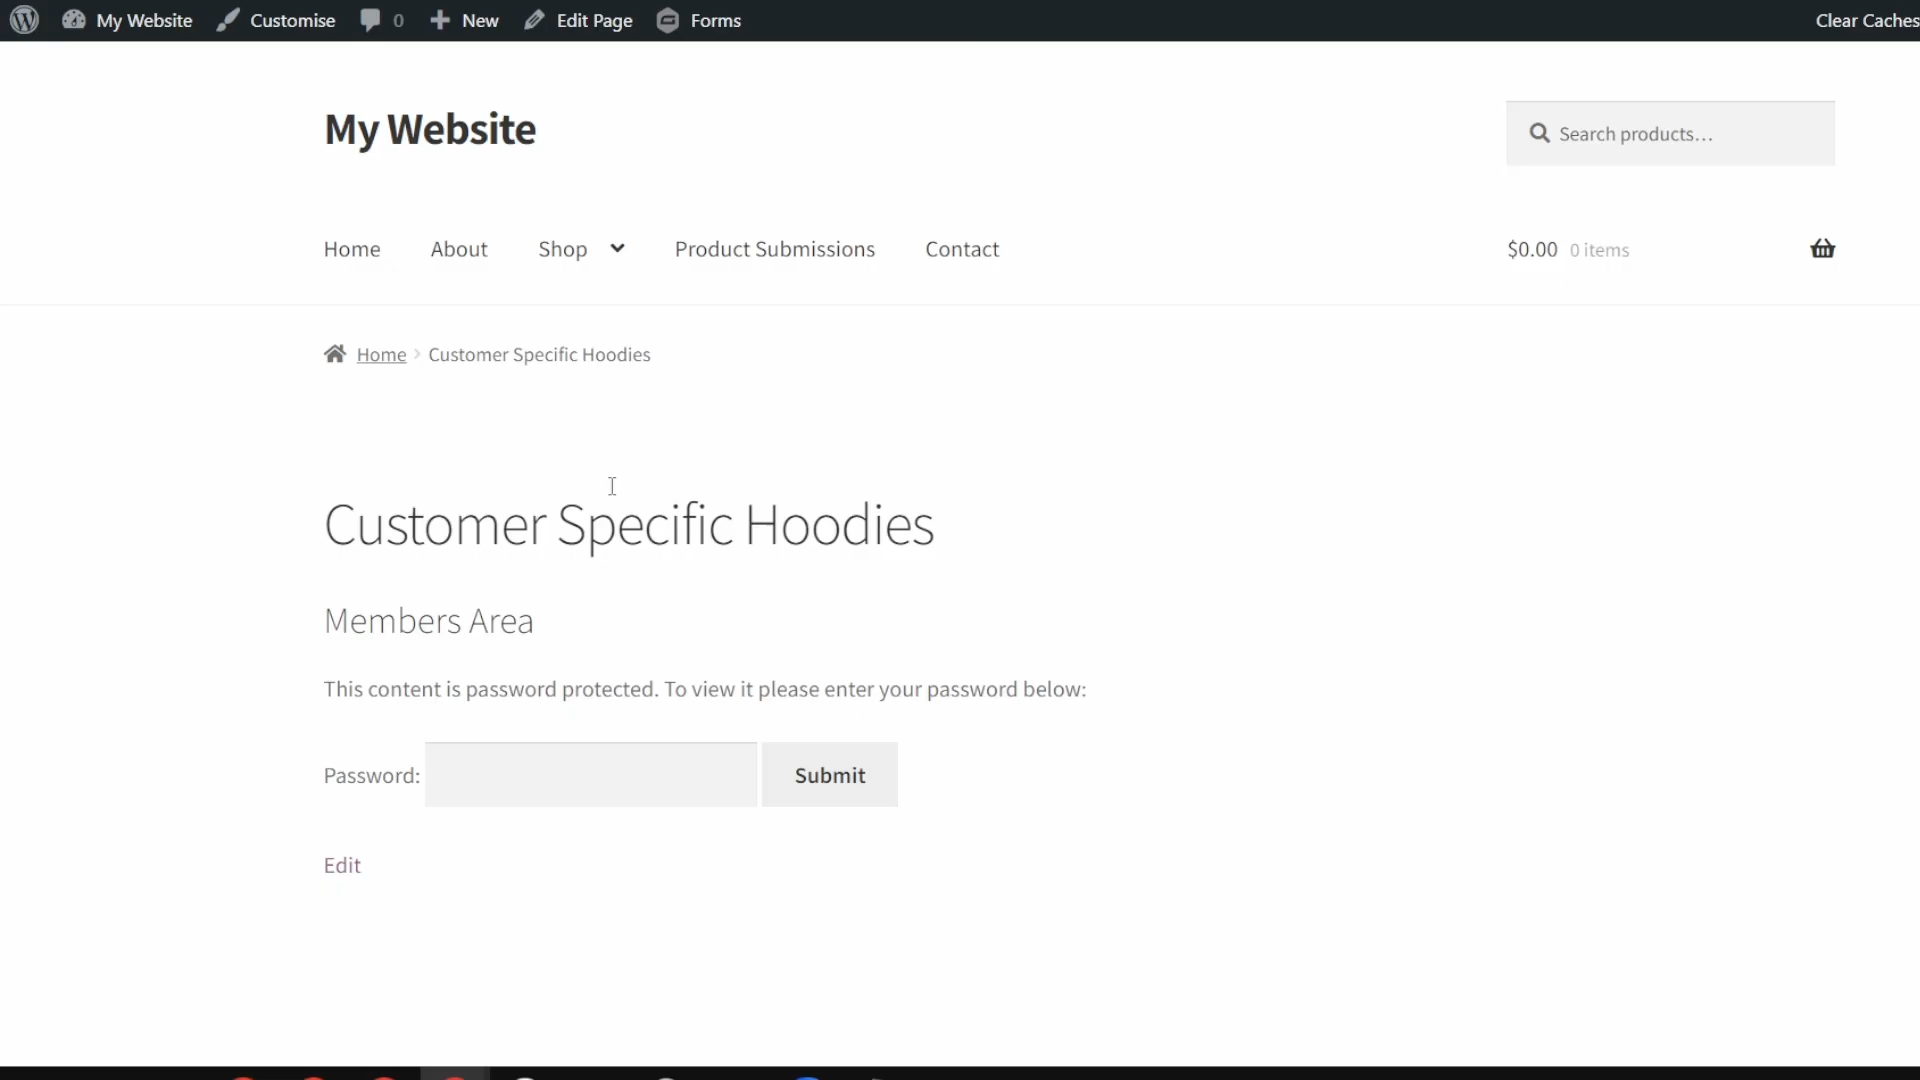 My Website Customise 0 New Edit Page Forms Clear Caches
My Website
Search products…
Home About Shop Product Submissions Contact $0.00 0 items
Home Customer Specific Hoodies
Customer Specific Hoodies
Members Area
This content is password protected. To view it please enter your password below:
Password: Submit
Edit